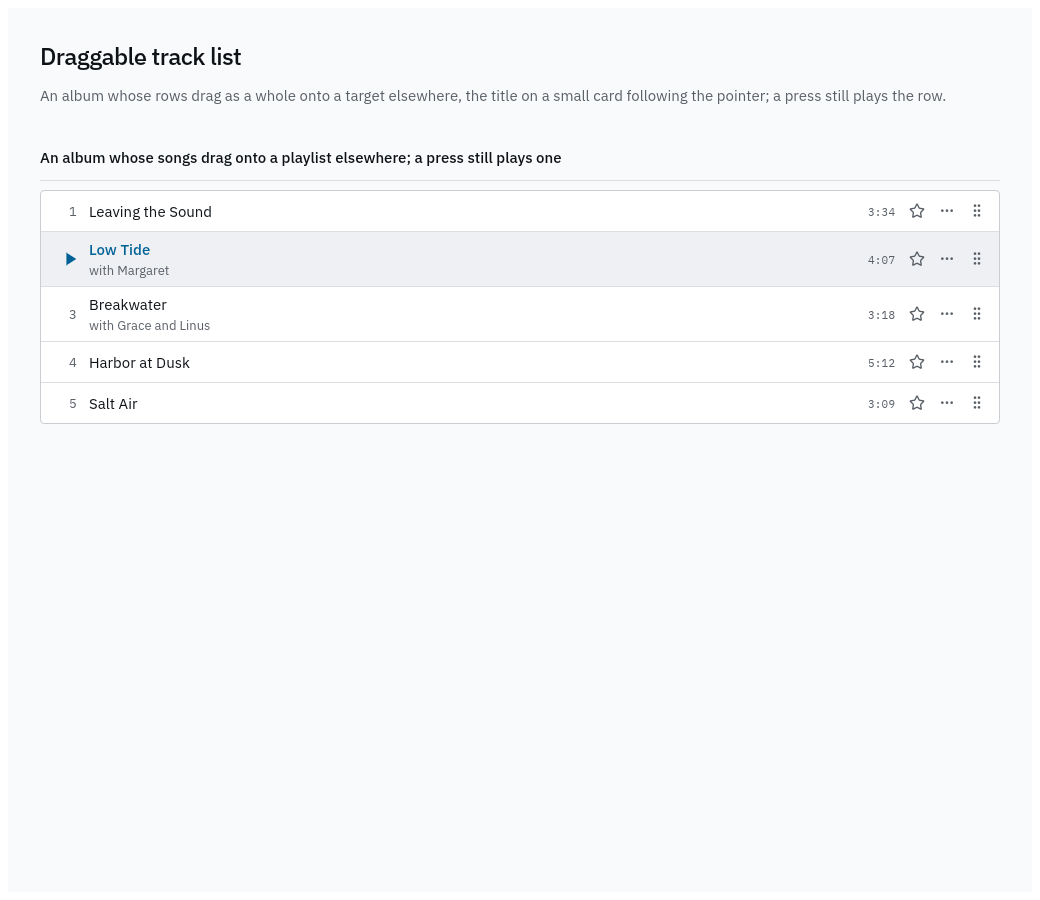 Draggable track list
An album whose rows drag as a whole onto a target elsewhere, the title on a small card following the pointer; a press still plays the row.
An album whose songs drag onto a playlist elsewhere; a press still plays one
1 Leaving the Sound 3:34
Low Tide 4:07
with Margaret
3 Breakwater 3:18
with Grace and Linus
4 Harbor at Dusk 5:12
5 Salt Air 3:09